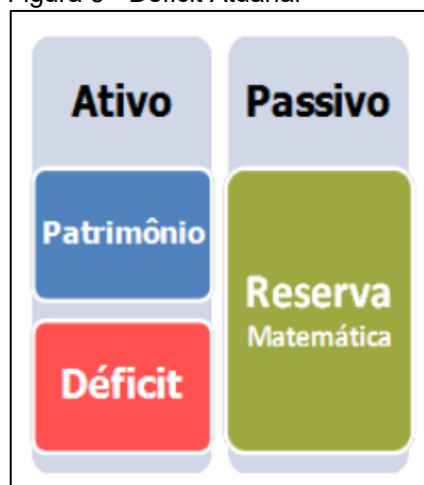 Figura 3 - Déficit Atuarial
Ativo
Passivo
Patrimônio
Déficit
Reserva
Matemática